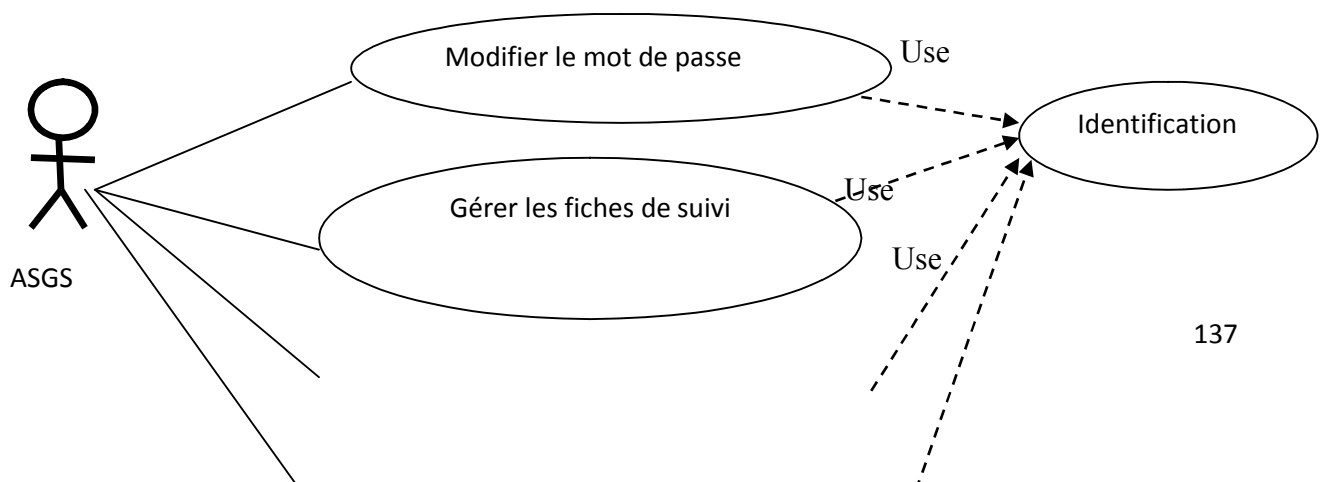 Modifier le mot de passe
Use
Identification
Gérer les fiches de suivi
Use
Use
ASGS
137